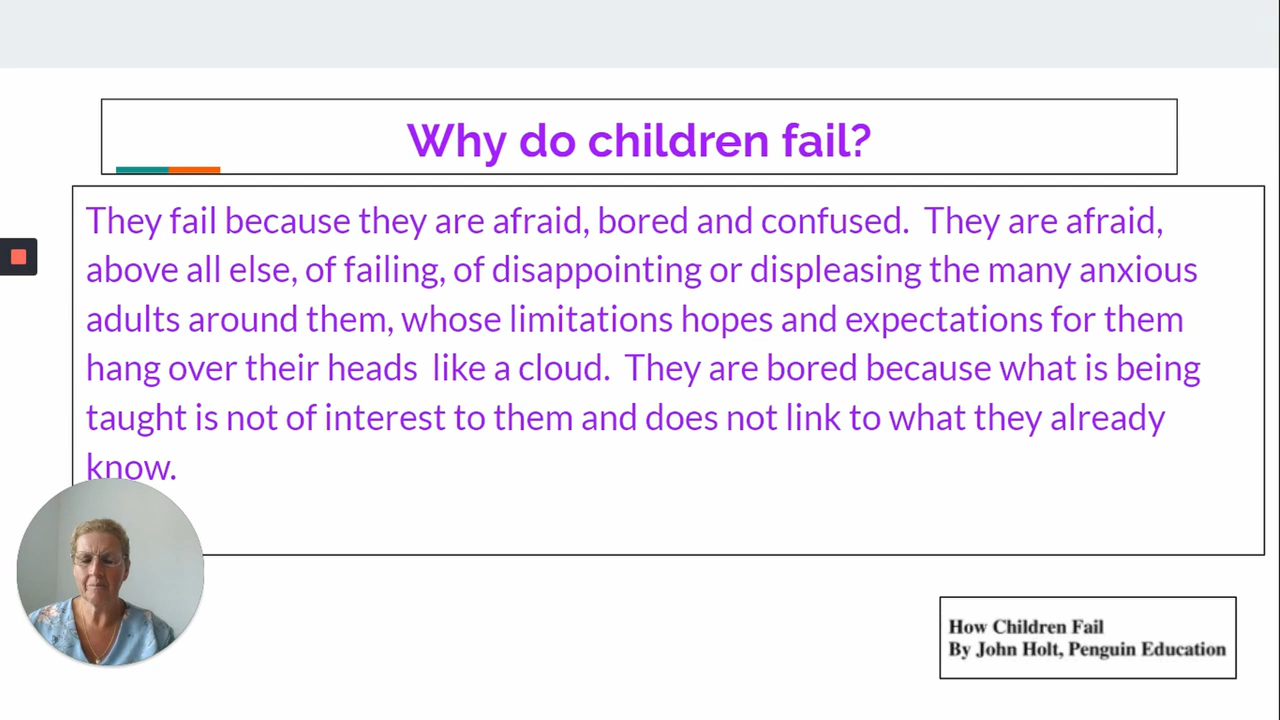 Why do children fail?
They fail because they are afraid, bored and confused.  They are afraid,
above all else, of failing, of disappointing or displeasing the many anxious
adults around them, whose limitations hopes and expectations for them
hang over their heads  like a cloud.  They are bored because what is being
taught is not of interest to them and does not link to what they already
know.
How Children Fail
By John Holt, Penguin Education